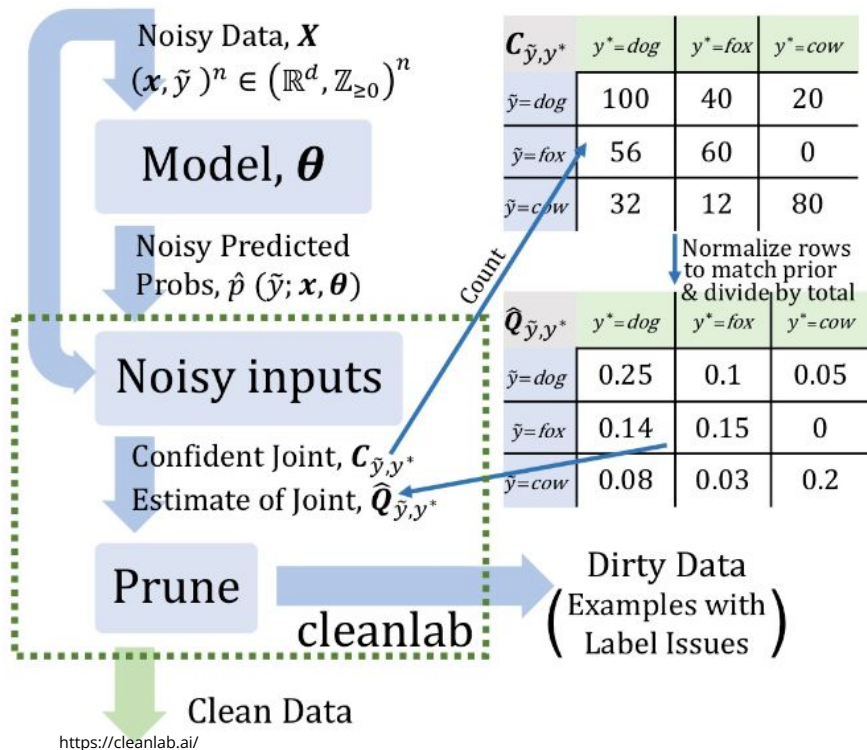 Noisy Data, X
(x, ỹ )ⁿ ∈ (ℝᵈ, ℤ≥0)ⁿ
Model, θ
Noisy Predicted
Probs, p̂ (ỹ; x, θ)
Noisy inputs
Confident Joint, C ỹ,y*
Estimate of Joint, Q̂ ỹ,y*
Prune
cleanlab
Clean Data
https://cleanlab.ai/
Count
C ỹ,y* y*=dog y*=fox y*=cow
ỹ=dog 100 40 20
ỹ=fox 56 60 0
ỹ=cow 32 12 80
Normalize rows
to match prior
& divide by total
Q̂ ỹ,y* y*=dog y*=fox y*=cow
ỹ=dog 0.25 0.1 0.05
ỹ=fox 0.14 0.15 0
ỹ=cow 0.08 0.03 0.2
Dirty Data
(Examples with
Label Issues)